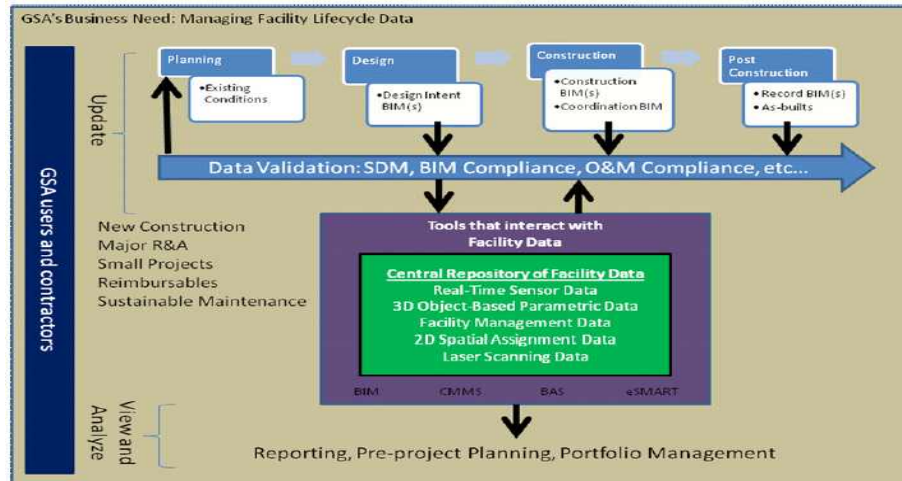 GSA's Business Need: Managing Facility Lifecycle Data
Planning
•Existing
Conditions
Design
•Design Intent
BIM(s)
Construction
•Construction
BIM(s)
•Coordination BIM
Post
Construction
•Record BIM(s)
•As-builts
Update
Data Validation: SDM, BIM Compliance, O&M Compliance, etc...
GSA users and contractors
New Construction
Major R&A
Small Projects
Reimbursables
Sustainable Maintenance
Tools that interact with
Facility Data
Central Repository of Facility Data
Real-Time Sensor Data
3D Object-Based Parametric Data
Facility Management Data
2D Spatial Assignment Data
Laser Scanning Data
BIM CMMS BAS eSMART
View and
Analyze
Reporting, Pre-project Planning, Portfolio Management